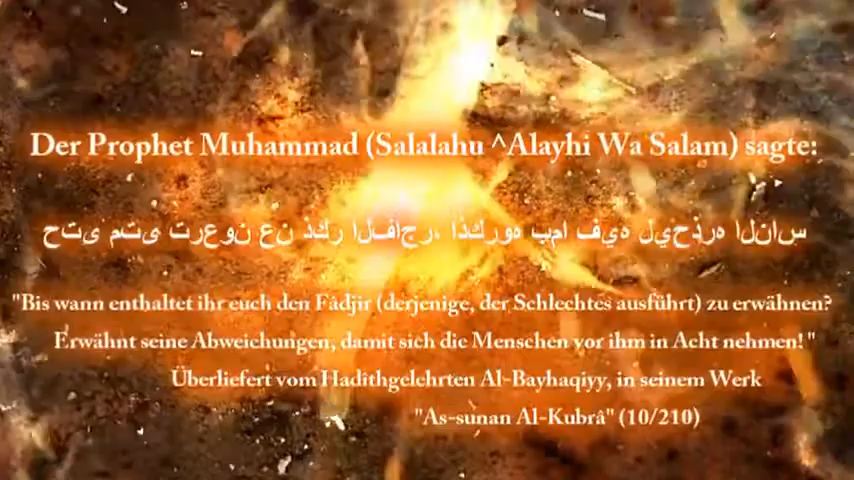 Der Prophet Muhammad (Salalahu ^Alayhi Wa Salam) sagte:
حتى متى ترعون عن ذكر الفاجر، اذكروه بما فيه ليحذره الناس
"Bis wann enthaltet ihr euch den Fâdjir (derjenige, der Schlechtes ausführt) zu erwähnen?
Erwähnt seine Abweichungen, damit sich die Menschen vor ihm in Acht nehmen!"
Überliefert vom Hadîthgelehrten Al-Bayhaqiyy, in seinem Werk
"As-sunan Al-Kubrâ" (10/210)